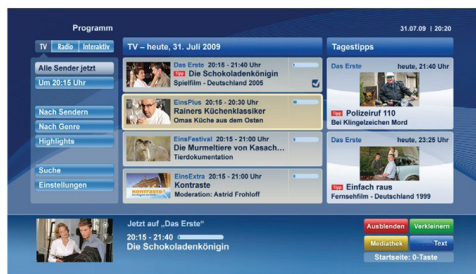 Programm
31.07.09 | 20:20
TV Radio Interaktiv
TV – heute, 31. Juli 2009
Tagestipps
Alle Sender jetzt
Um 20:15 Uhr
Nach Sendern
Nach Genre
Highlights
Suche
Einstellungen
Das Erste 20:15 - 21:40 Uhr
Tipp Die Schokoladenkönigin
Spielfilm - Deutschland 2005
EinsPlus 20:15 - 20:30 Uhr
Rainers Küchenklassiker
Omas Küche aus dem Osten
EinsFestival 20:15 - 21:00 Uhr
Die Murmeltiere von Kasach...
Tierdokumentation
EinsExtra 20:15 - 21:00 Uhr
Kontraste
Moderation: Astrid Frohloff
Das Erste heute, 21:40 Uhr
Tipp Polizeiruf 110
Bei Klingelzeichen Mord
Das Erste heute, 23:25 Uhr
Tipp Einfach raus
Fernsehfilm - Deutschland 1999
Jetzt auf „Das Erste"
20:15 - 21:40
Die Schokoladenkönigin
Ausblenden Verkleinern
Mediathek Text
Startseite: 0-Taste